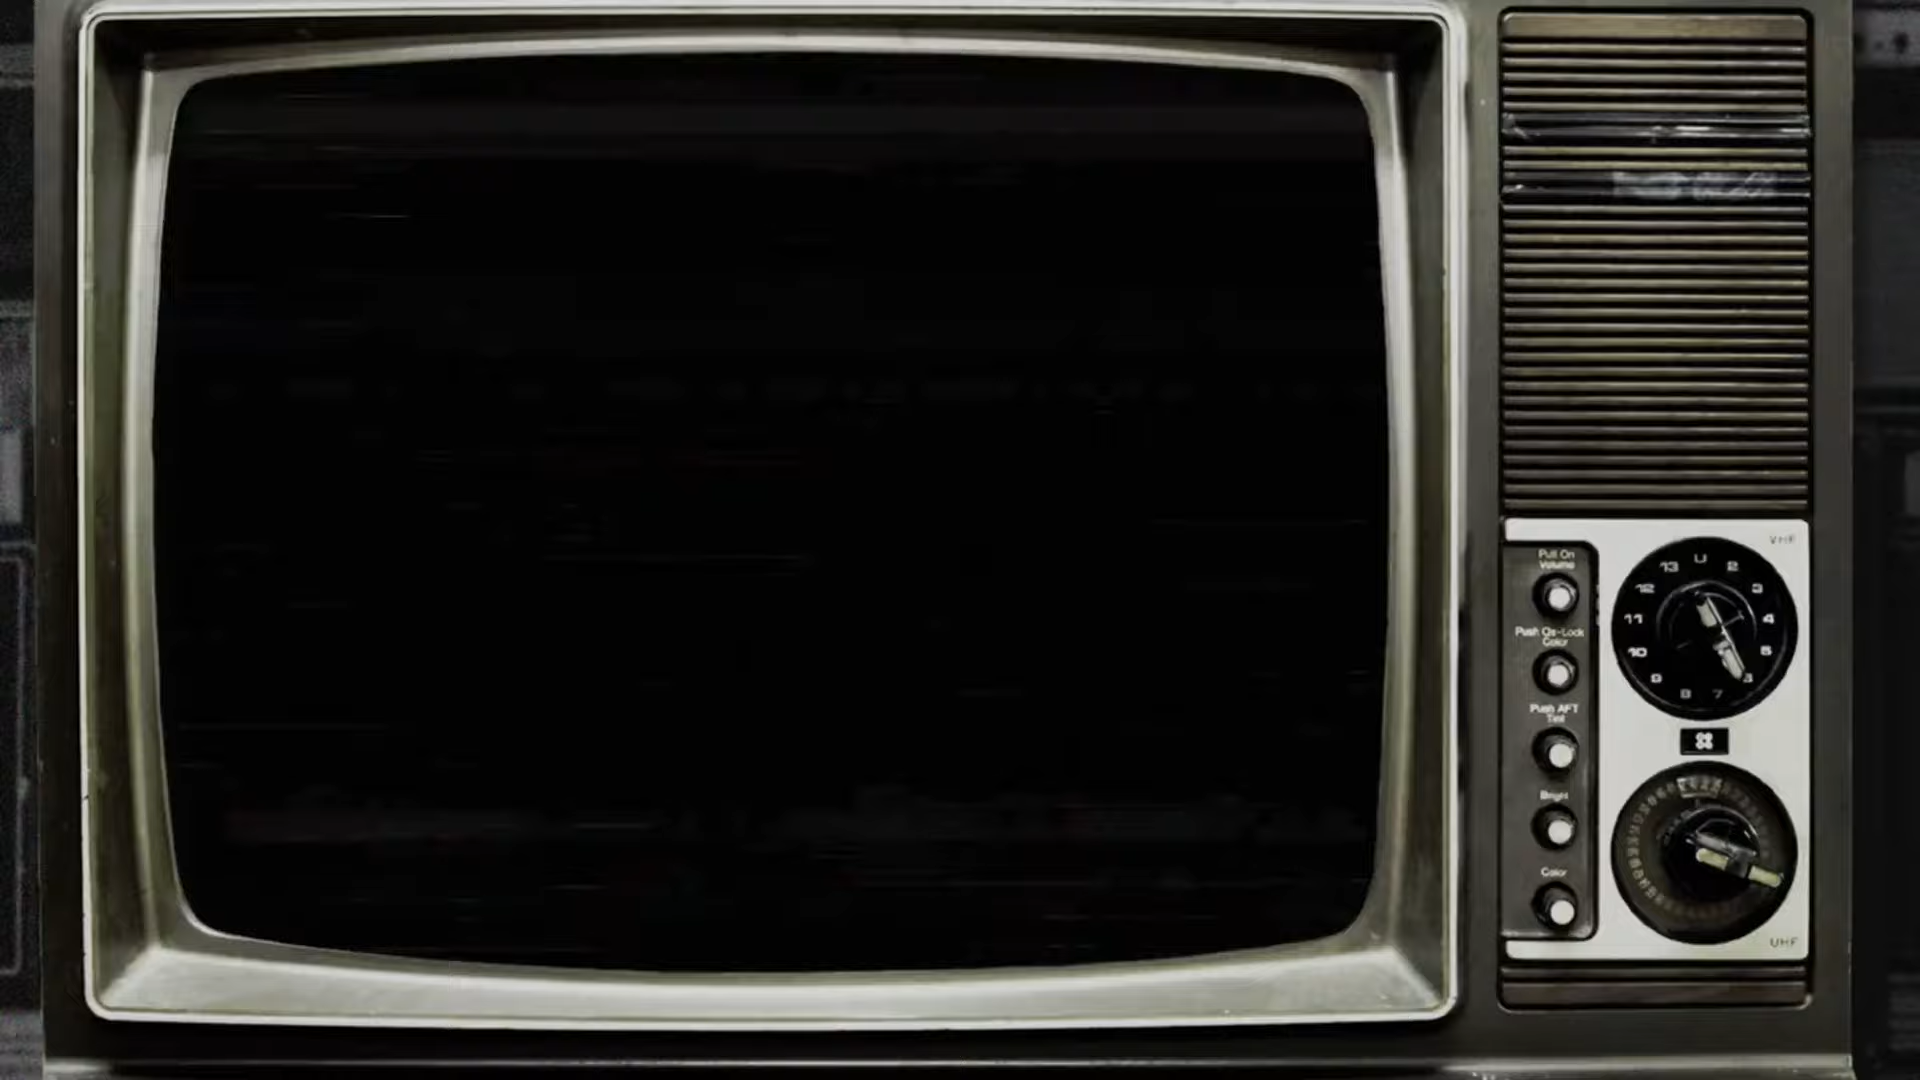 VHF
Pull On
Volume
Push On-Lock
Color
Push AFT
Tint
Bright
Color
U
2
3
4
5
6
7
8
9
10
11
12
13
UHF